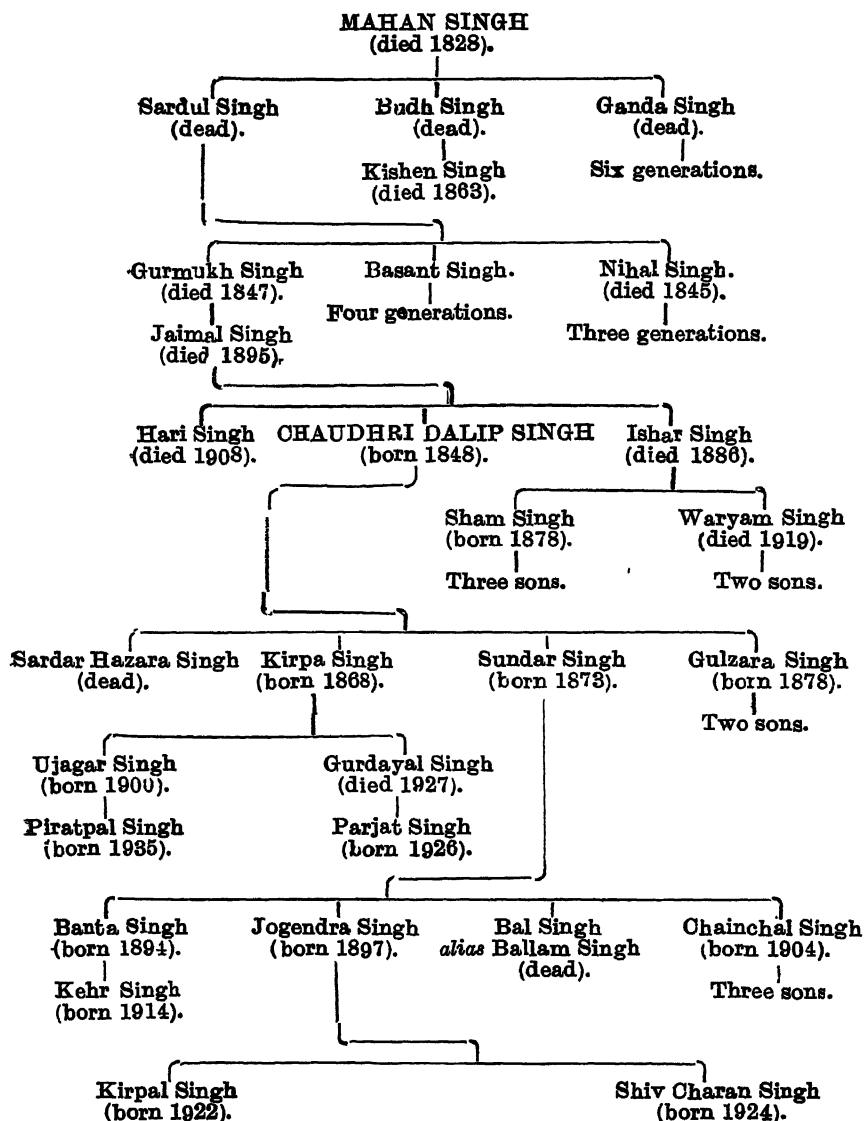 MAHAN SINGH
(died 1828).
Sardul Singh Budh Singh Ganda Singh
(dead). (dead). (dead).
Kishen Singh Six generations.
(died 1863).
Gurmukh Singh Basant Singh. Nihal Singh.
(died 1847). (died 1845).
Four generations.
Jaimal Singh Three generations.
(died 1895).
Hari Singh CHAUDHRI DALIP SINGH Ishar Singh
(died 1908). (born 1848). (died 1886).
Sham Singh Waryam Singh
(born 1878). (died 1919).
Three sons. Two sons.
Sardar Hazara Singh Kirpa Singh Sundar Singh Gulzara Singh
(dead). (born 1868). (born 1873). (born 1878).
Two sons.
Ujagar Singh Gurdayal Singh
(born 1900). (died 1927).
Piratpal Singh Parjat Singh
(born 1935). (born 1926).
Banta Singh Jogendra Singh Bal Singh Chainchal Singh
(born 1894). (born 1897). alias Ballam Singh (born 1904).
(dead).
Kehr Singh Three sons.
(born 1914).
Kirpal Singh Shiv Charan Singh
(born 1922). (born 1924).